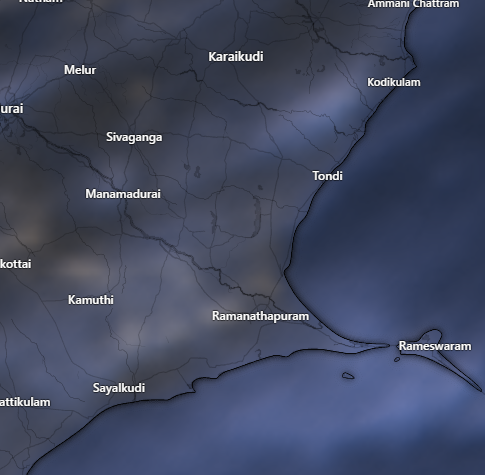 Ammani Chattram
Karaikudi
Melur
Kodikulam
urai
Sivaganga
Tondi
Manamadurai
kottai
Kamuthi
Ramanathapuram
Rameswaram
Sayalkudi
attikulam